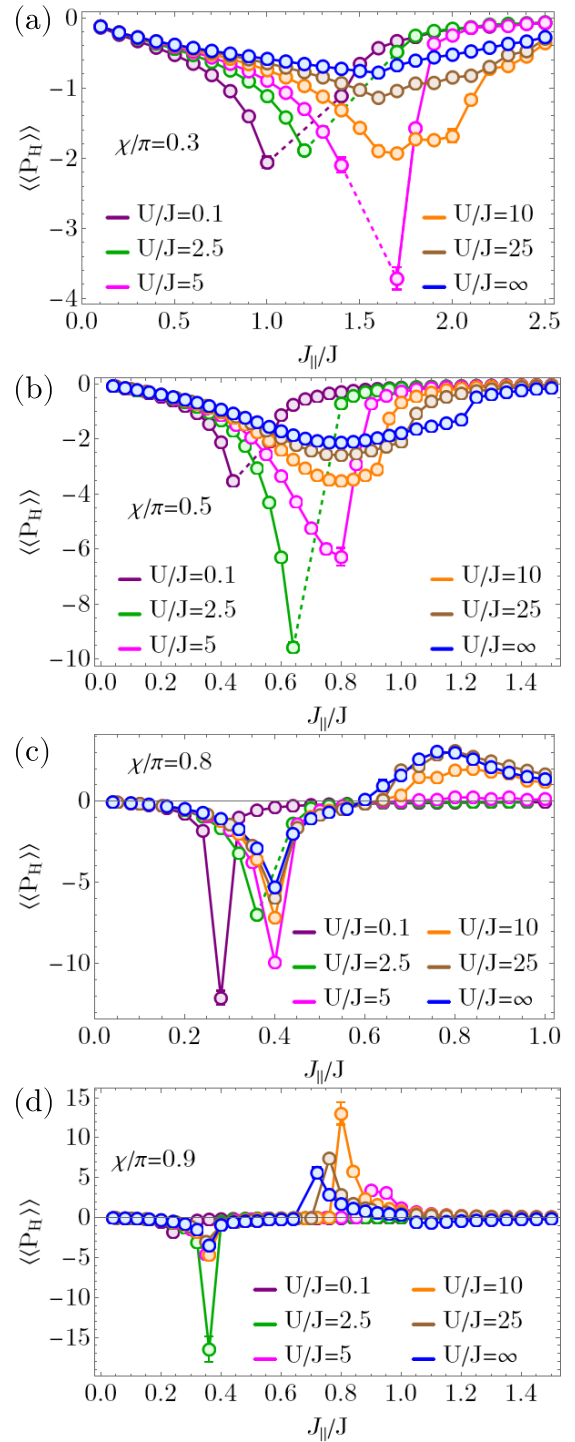 (a)
0
-1
-2
-3
-4
⟨⟨P_H⟩⟩
χ/π=0.3
U/J=0.1
U/J=2.5
U/J=5
U/J=10
U/J=25
U/J=∞
0.0 0.5 1.0 1.5 2.0 2.5
J_||/J
(b)
0
-2
-4
-6
-8
-10
⟨⟨P_H⟩⟩
χ/π=0.5
U/J=0.1
U/J=2.5
U/J=5
U/J=10
U/J=25
U/J=∞
0.0 0.2 0.4 0.6 0.8 1.0 1.2 1.4
J_||/J
(c)
χ/π=0.8
0
-5
-10
⟨⟨P_H⟩⟩
U/J=0.1
U/J=2.5
U/J=5
U/J=10
U/J=25
U/J=∞
0.0 0.2 0.4 0.6 0.8 1.0
J_||/J
(d)
15
10
5
0
-5
-10
-15
⟨⟨P_H⟩⟩
χ/π=0.9
U/J=0.1
U/J=2.5
U/J=5
U/J=10
U/J=25
U/J=∞
0.0 0.2 0.4 0.6 0.8 1.0 1.2 1.4
J_||/J